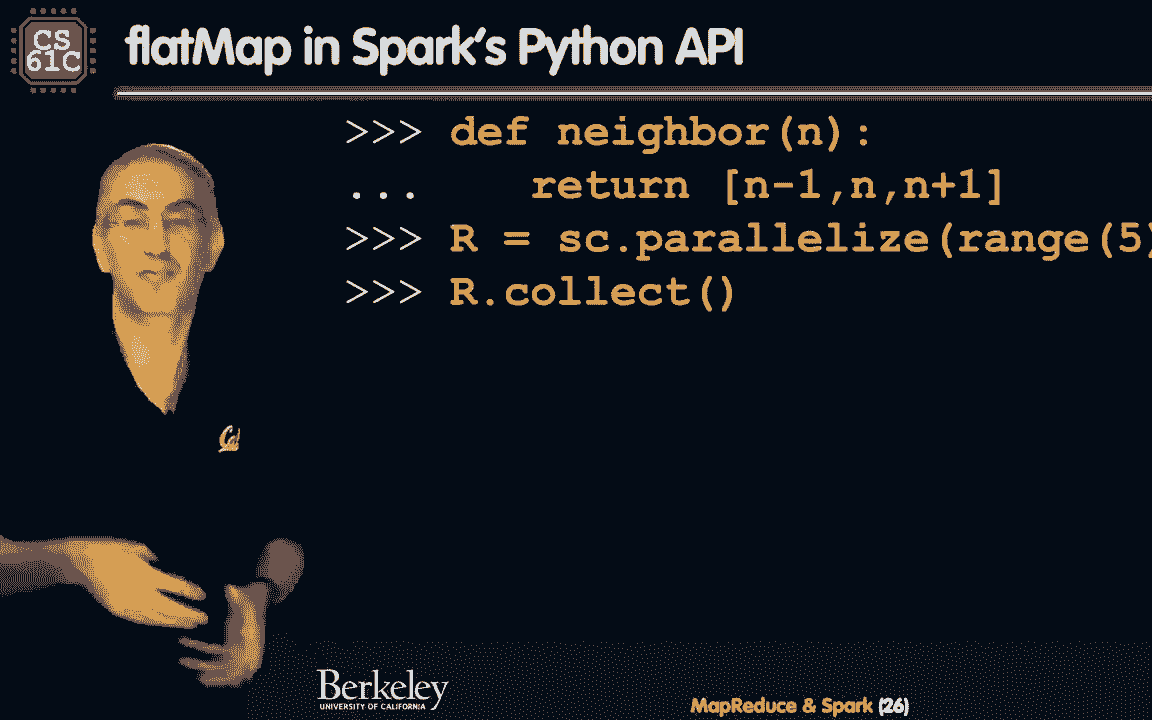 CS
61C
flatMap in Spark's Python API
>>> def neighbor(n):
...    return [n-1,n,n+1]
>>> R = sc.parallelize(range(5)
>>> R.collect()
Cal
Berkeley
UNIVERSITY OF CALIFORNIA
MapReduce & Spark (26)